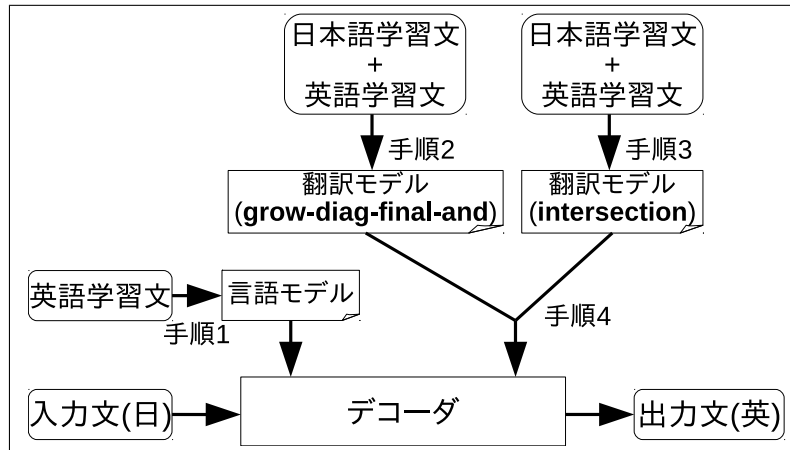 日本語学習文
+
英語学習文
日本語学習文
+
英語学習文
手順2
手順3
翻訳モデル
(grow-diag-final-and)
翻訳モデル
(intersection)
英語学習文
言語モデル
手順1
手順4
入力文(日)
デコーダ
出力文(英)